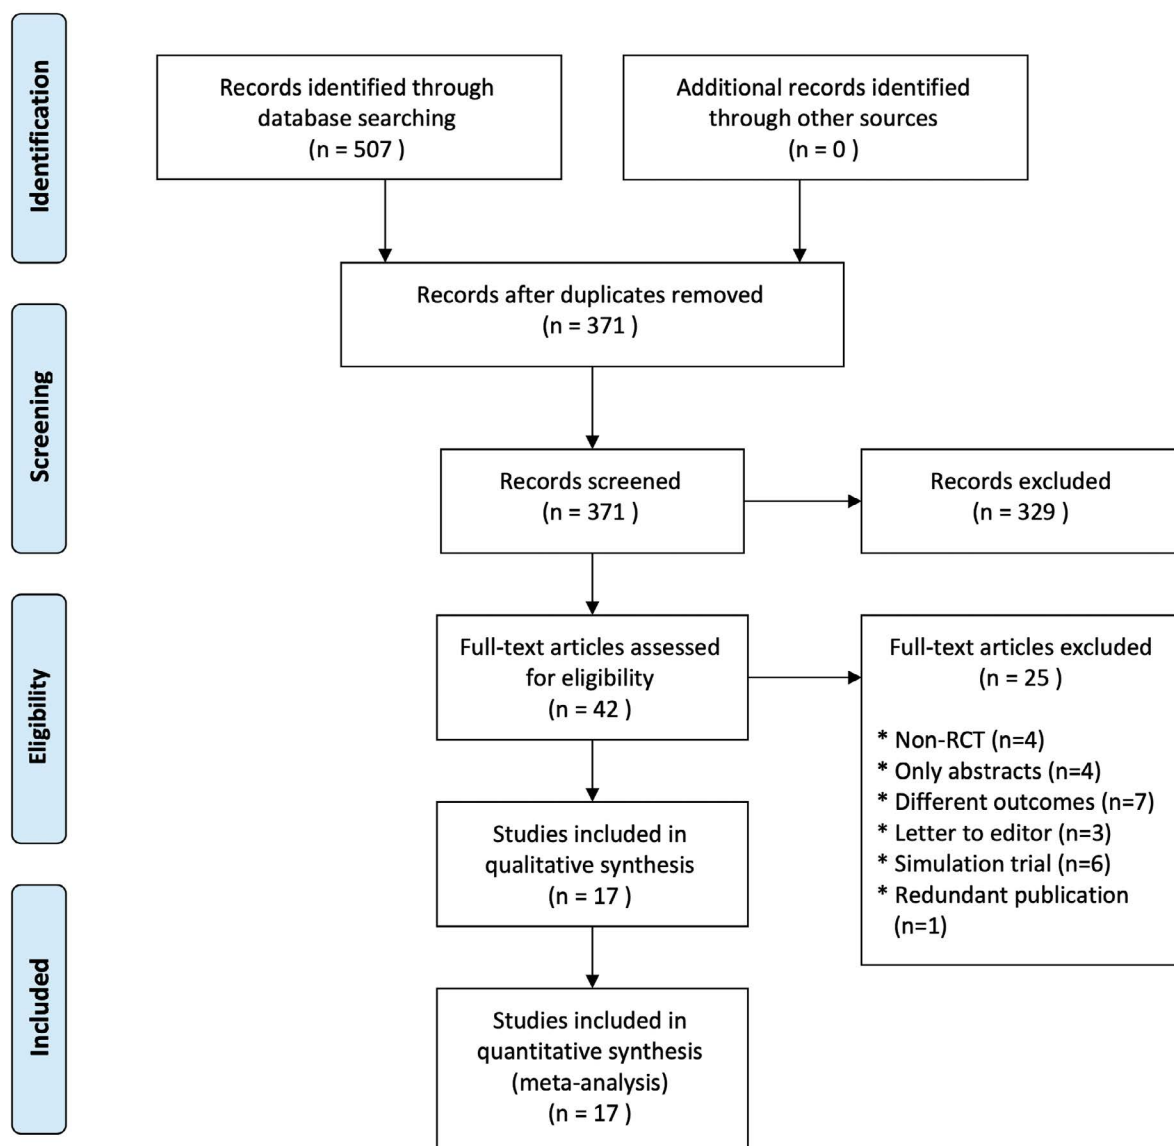 Identification
Records identified through
database searching
(n = 507 )
Additional records identified
through other sources
(n = 0 )
Records after duplicates removed
(n = 371 )
Screening
Records screened
(n = 371 )
Records excluded
(n = 329 )
Eligibility
Full-text articles assessed
for eligibility
(n = 42 )
Full-text articles excluded
(n = 25 )
* Non-RCT (n=4)
* Only abstracts (n=4)
* Different outcomes (n=7)
* Letter to editor (n=3)
* Simulation trial (n=6)
* Redundant publication
(n=1)
Studies included in
qualitative synthesis
(n = 17 )
Included
Studies included in
quantitative synthesis
(meta-analysis)
(n = 17 )